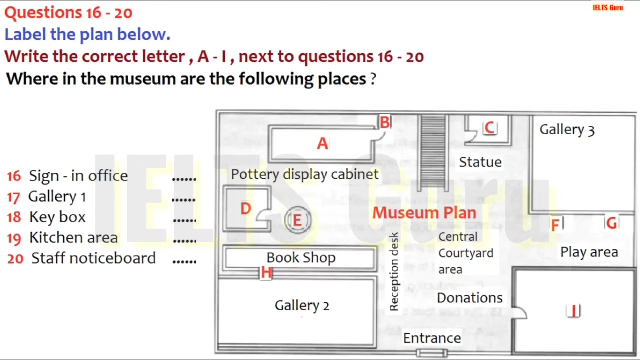 Questions 16 - 20
IELTS Guru
Label the plan below.
Write the correct letter , A - I , next to questions 16 - 20
Where in the museum are the following places ?
16 Sign - in office ......
17 Gallery 1 ......
18 Key box ......
19 Kitchen area ......
20 Staff noticeboard ......
B
C
A
Gallery 3
Statue
Pottery display cabinet
D
E
Museum Plan
F
G
Reception desk
Central
Courtyard
area
Play area
Book Shop
H
Donations
Gallery 2
I
Entrance
IELTS Guru